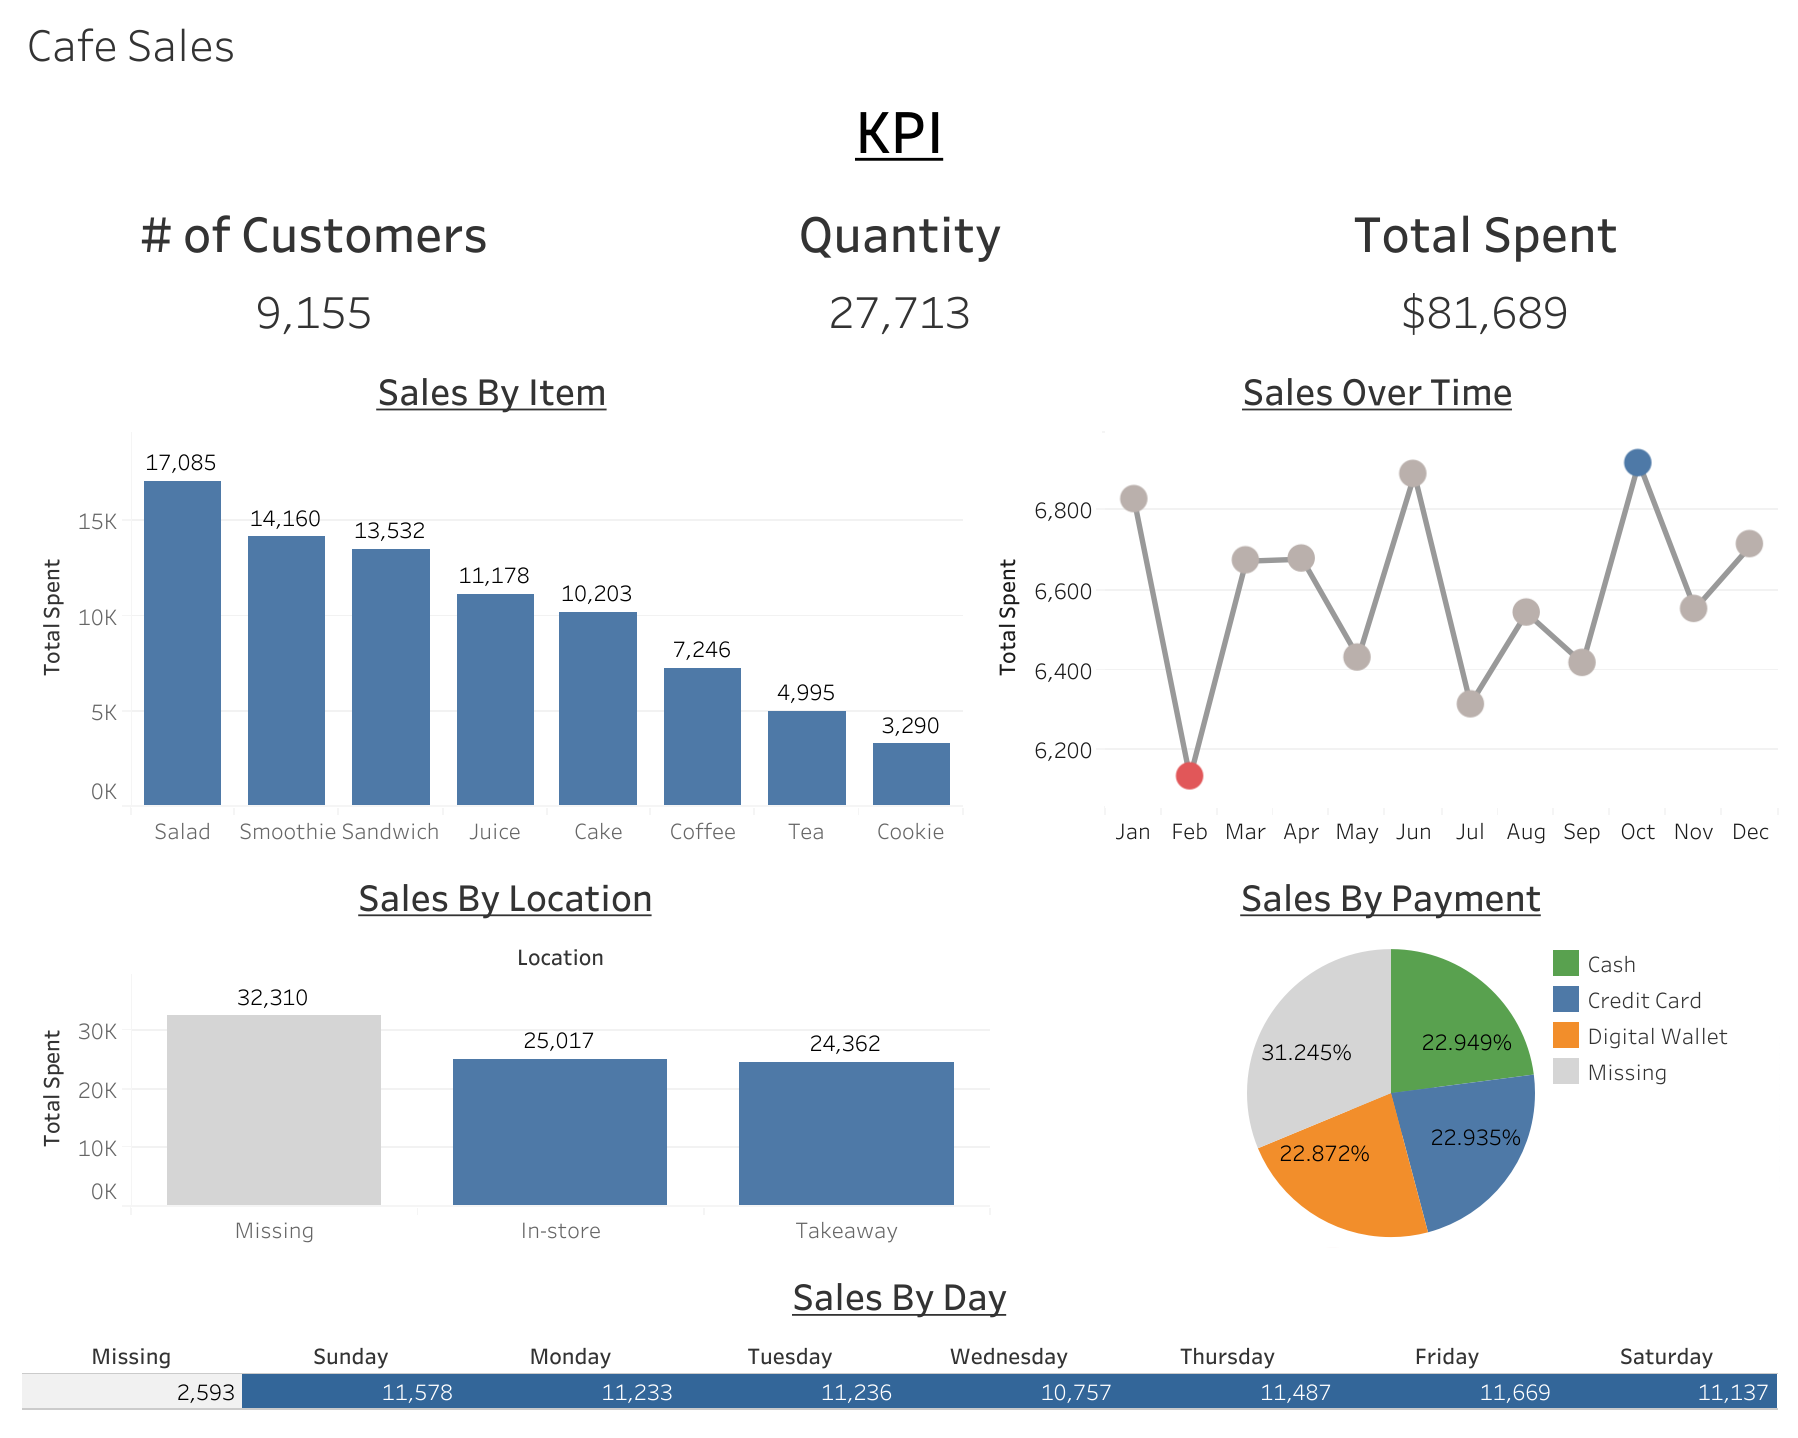 Cafe Sales
KPI
# of Customers Quantity Total Spent
9,155 27,713 $81,689
Sales By Item
Total Spent
15K
10K
5K
0K
17,085 14,160 13,532 11,178 10,203 7,246 4,995 3,290
Salad Smoothie Sandwich Juice Cake Coffee Tea Cookie
Sales Over Time
Total Spent
6,800
6,600
6,400
6,200
Jan Feb Mar Apr May Jun Jul Aug Sep Oct Nov Dec
Sales By Location
Location
Total Spent
30K
20K
10K
0K
32,310 25,017 24,362
Missing In-store Takeaway
Sales By Payment
31.245% 22.949%
22.872% 22.935%
Cash
Credit Card
Digital Wallet
Missing
Sales By Day
Missing Sunday Monday Tuesday Wednesday Thursday Friday Saturday
2,593 11,578 11,233 11,236 10,757 11,487 11,669 11,137